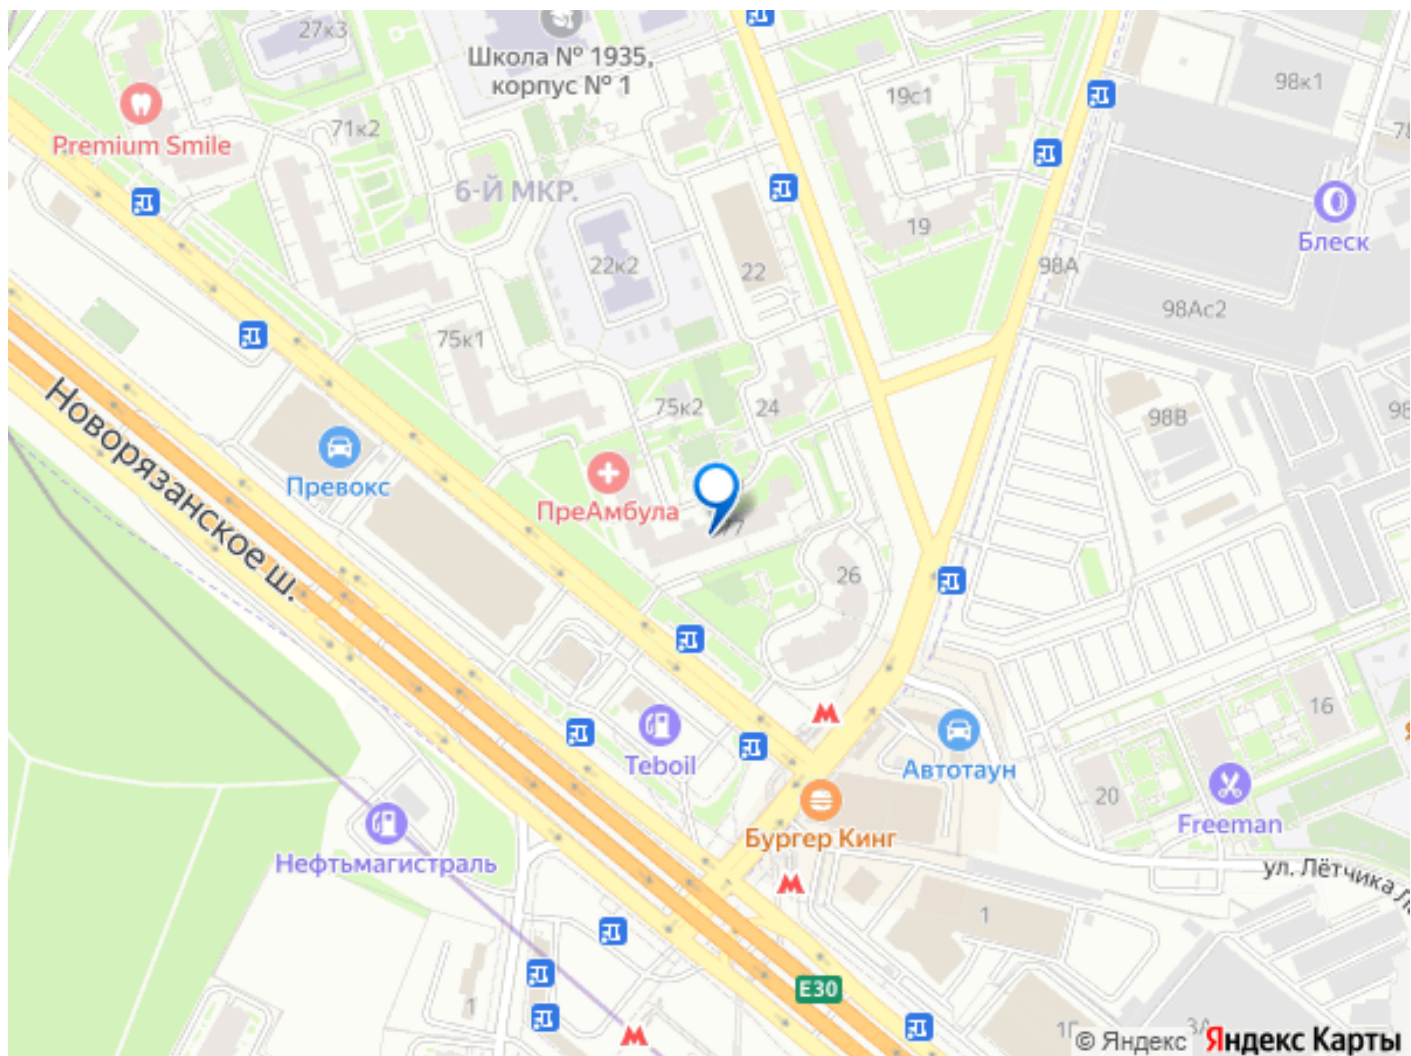 27к3
Школа № 1935,
корпус № 1
98к1
19с1
71к2
Premium Smile
6-Й МКР.
19
Блеск
22к2
22
98А
98Ас2
75к1
Новорязанское ш.
75к2
24
98В
Превокс
ПреАмбула
26
16
Teboil
Автотаун
20
Freeman
Бургер Кинг
Нефтьмагистраль
ул. Лётчика
1
E30
1
1Г
3А
© Яндекс Яндекс Карты